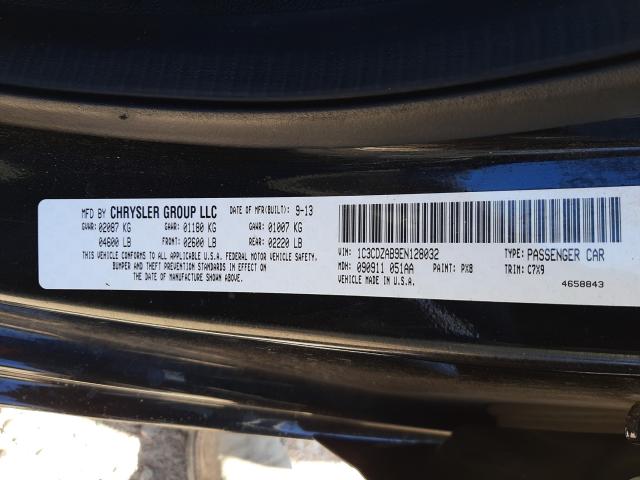 MFD BY CHRYSLER GROUP LLC DATE OF MFR(BUILT): 9-13
GVWR: 02087 KG GAWR: 01180 KG GAWR: 01007 KG
04600 LB FRONT: 02600 LB REAR: 02220 LB
THIS VEHICLE CONFORMS TO ALL APPLICABLE U.S.A. FEDERAL MOTOR VEHICLE SAFETY,
BUMPER AND THEFT PREVENTION STANDARDS IN EFFECT ON
THE DATE OF MANUFACTURE SHOWN ABOVE.
VIN: 1C3CDZAB9EN128032 TYPE: PASSENGER CAR
MDH: 090911 051AA PAINT: PX8 TRIM: C7X9
VEHICLE MADE IN U.S.A.
4658843